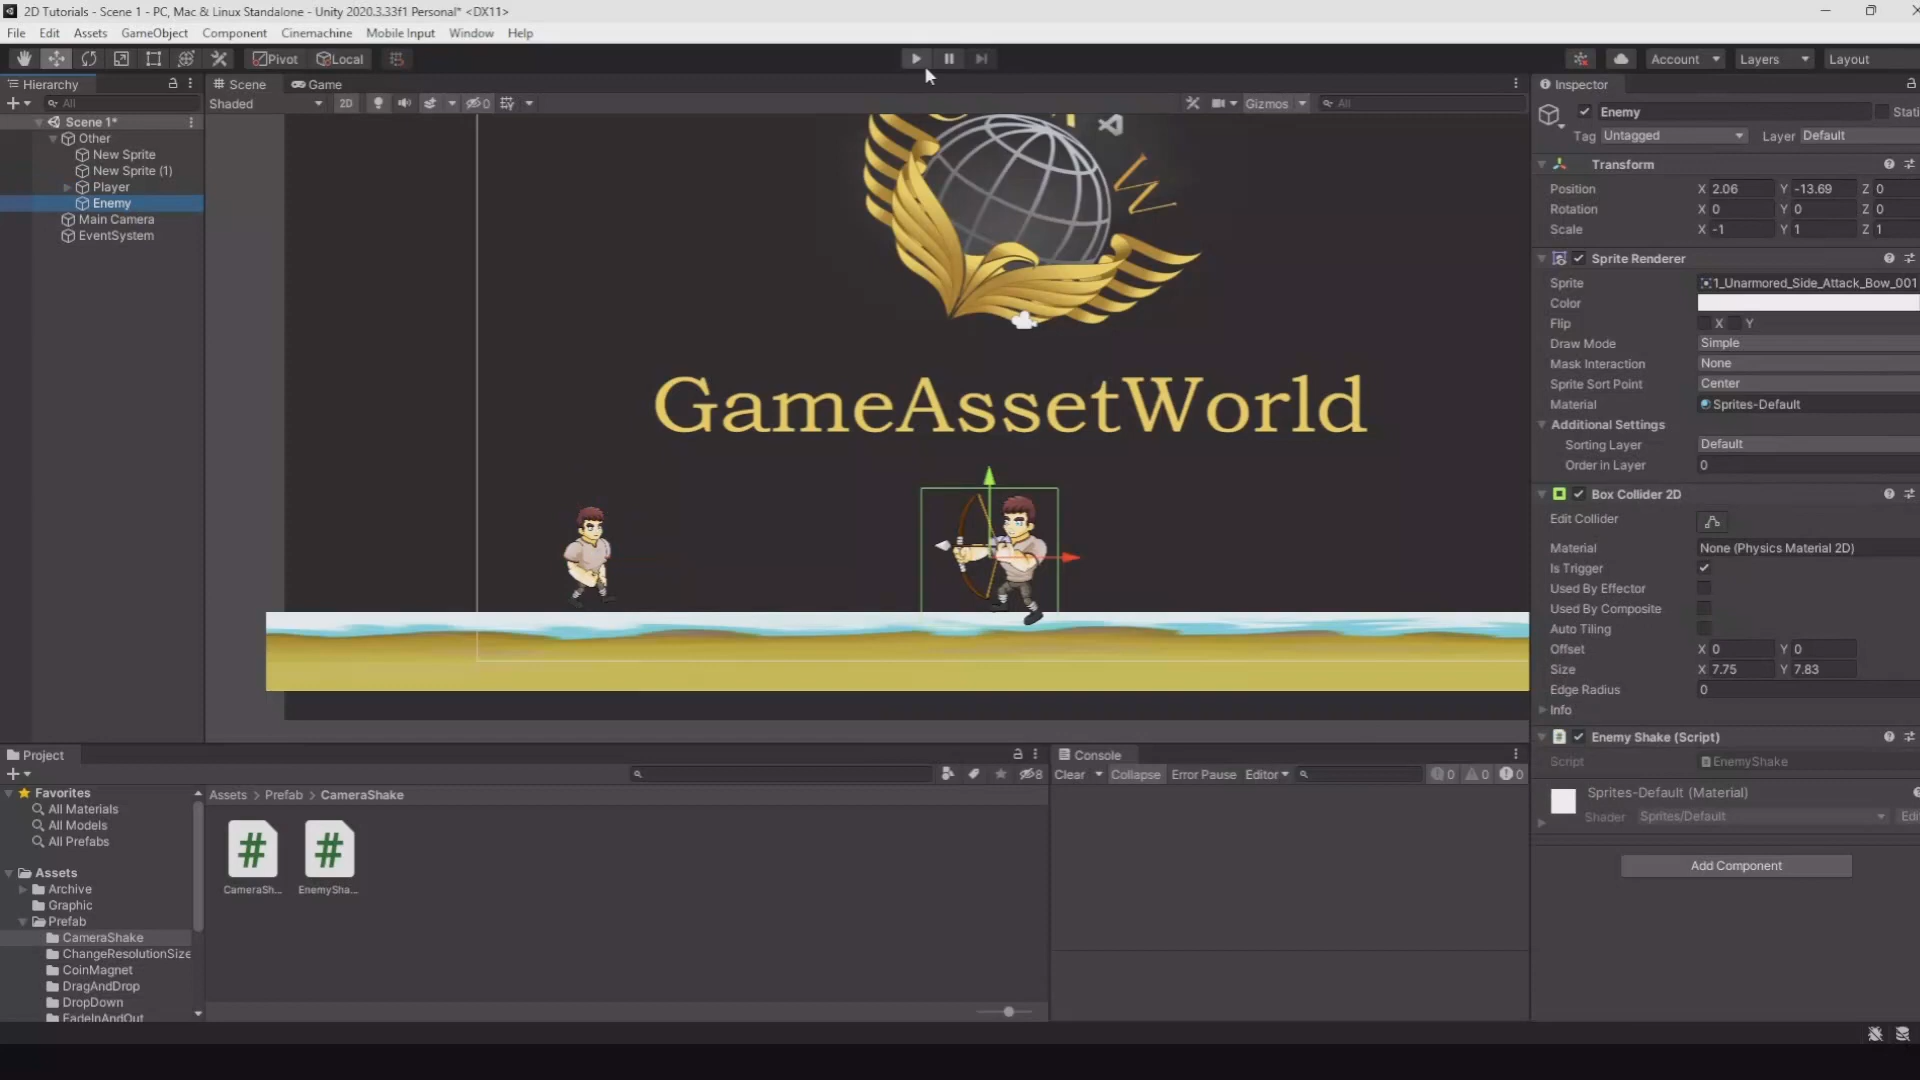 2D Tutorials - Scene 1 - PC, Mac & Linux Standalone - Unity 2020.3.33f1 Personal* <DX11>
File Edit Assets GameObject Component Cinemachine Mobile Input Window Help
Pivot Local Account Layers Layout
Hierarchy
All
Scene 1*
Other
New Sprite
New Sprite (1)
Player
Enemy
Main Camera
EventSystem
Scene Game
Shaded 2D 0 Gizmos All
W
GameAssetWorld
Inspector
Enemy Stati
Tag Untagged Layer Default
Transform
Position X 2.06 Y -13.69 Z 0
Rotation X 0 Y 0 Z 0
Scale X -1 Y 1 Z 1
Sprite Renderer
Sprite 1_Unarmored_Side_Attack_Bow_001
Color
Flip X Y
Draw Mode Simple
Mask Interaction None
Sprite Sort Point Center
Material Sprites-Default
Additional Settings
Sorting Layer Default
Order in Layer 0
Box Collider 2D
Edit Collider
Material None (Physics Material 2D)
Is Trigger
Used By Effector
Used By Composite
Auto Tiling
Offset X 0 Y 0
Size X 7.75 Y 7.83
Edge Radius 0
Info
# Enemy Shake (Script)
Script EnemyShake
Sprites-Default (Material)
Shader Sprites/Default Edi
Add Component
Project
8
Favorites
All Materials
All Models
All Prefabs
Assets
Archive
Graphic
Prefab
CameraShake
ChangeResolutionSize
CoinMagnet
DragAndDrop
DropDown
FadeInAndOut
Assets > Prefab > CameraShake
# #
CameraSh... EnemySha...
Console
Clear Collapse Error Pause Editor 0 0 0